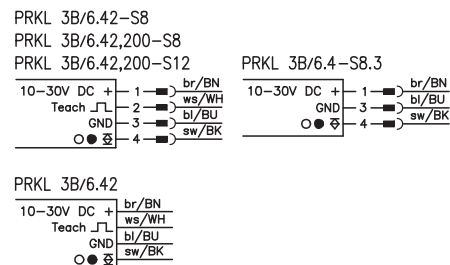 PRKL 3B/6.42-S8
PRKL 3B/6.42,200-S8
PRKL 3B/6.42,200-S12
10-30V DC + 1 br/BN
Teach 2 ws/WH
GND 3 bl/BU
4 sw/BK
PRKL 3B/6.4-S8.3
10-30V DC + 1 br/BN
GND 3 bl/BU
4 sw/BK
PRKL 3B/6.42
10-30V DC + br/BN
Teach ws/WH
GND bl/BU
sw/BK